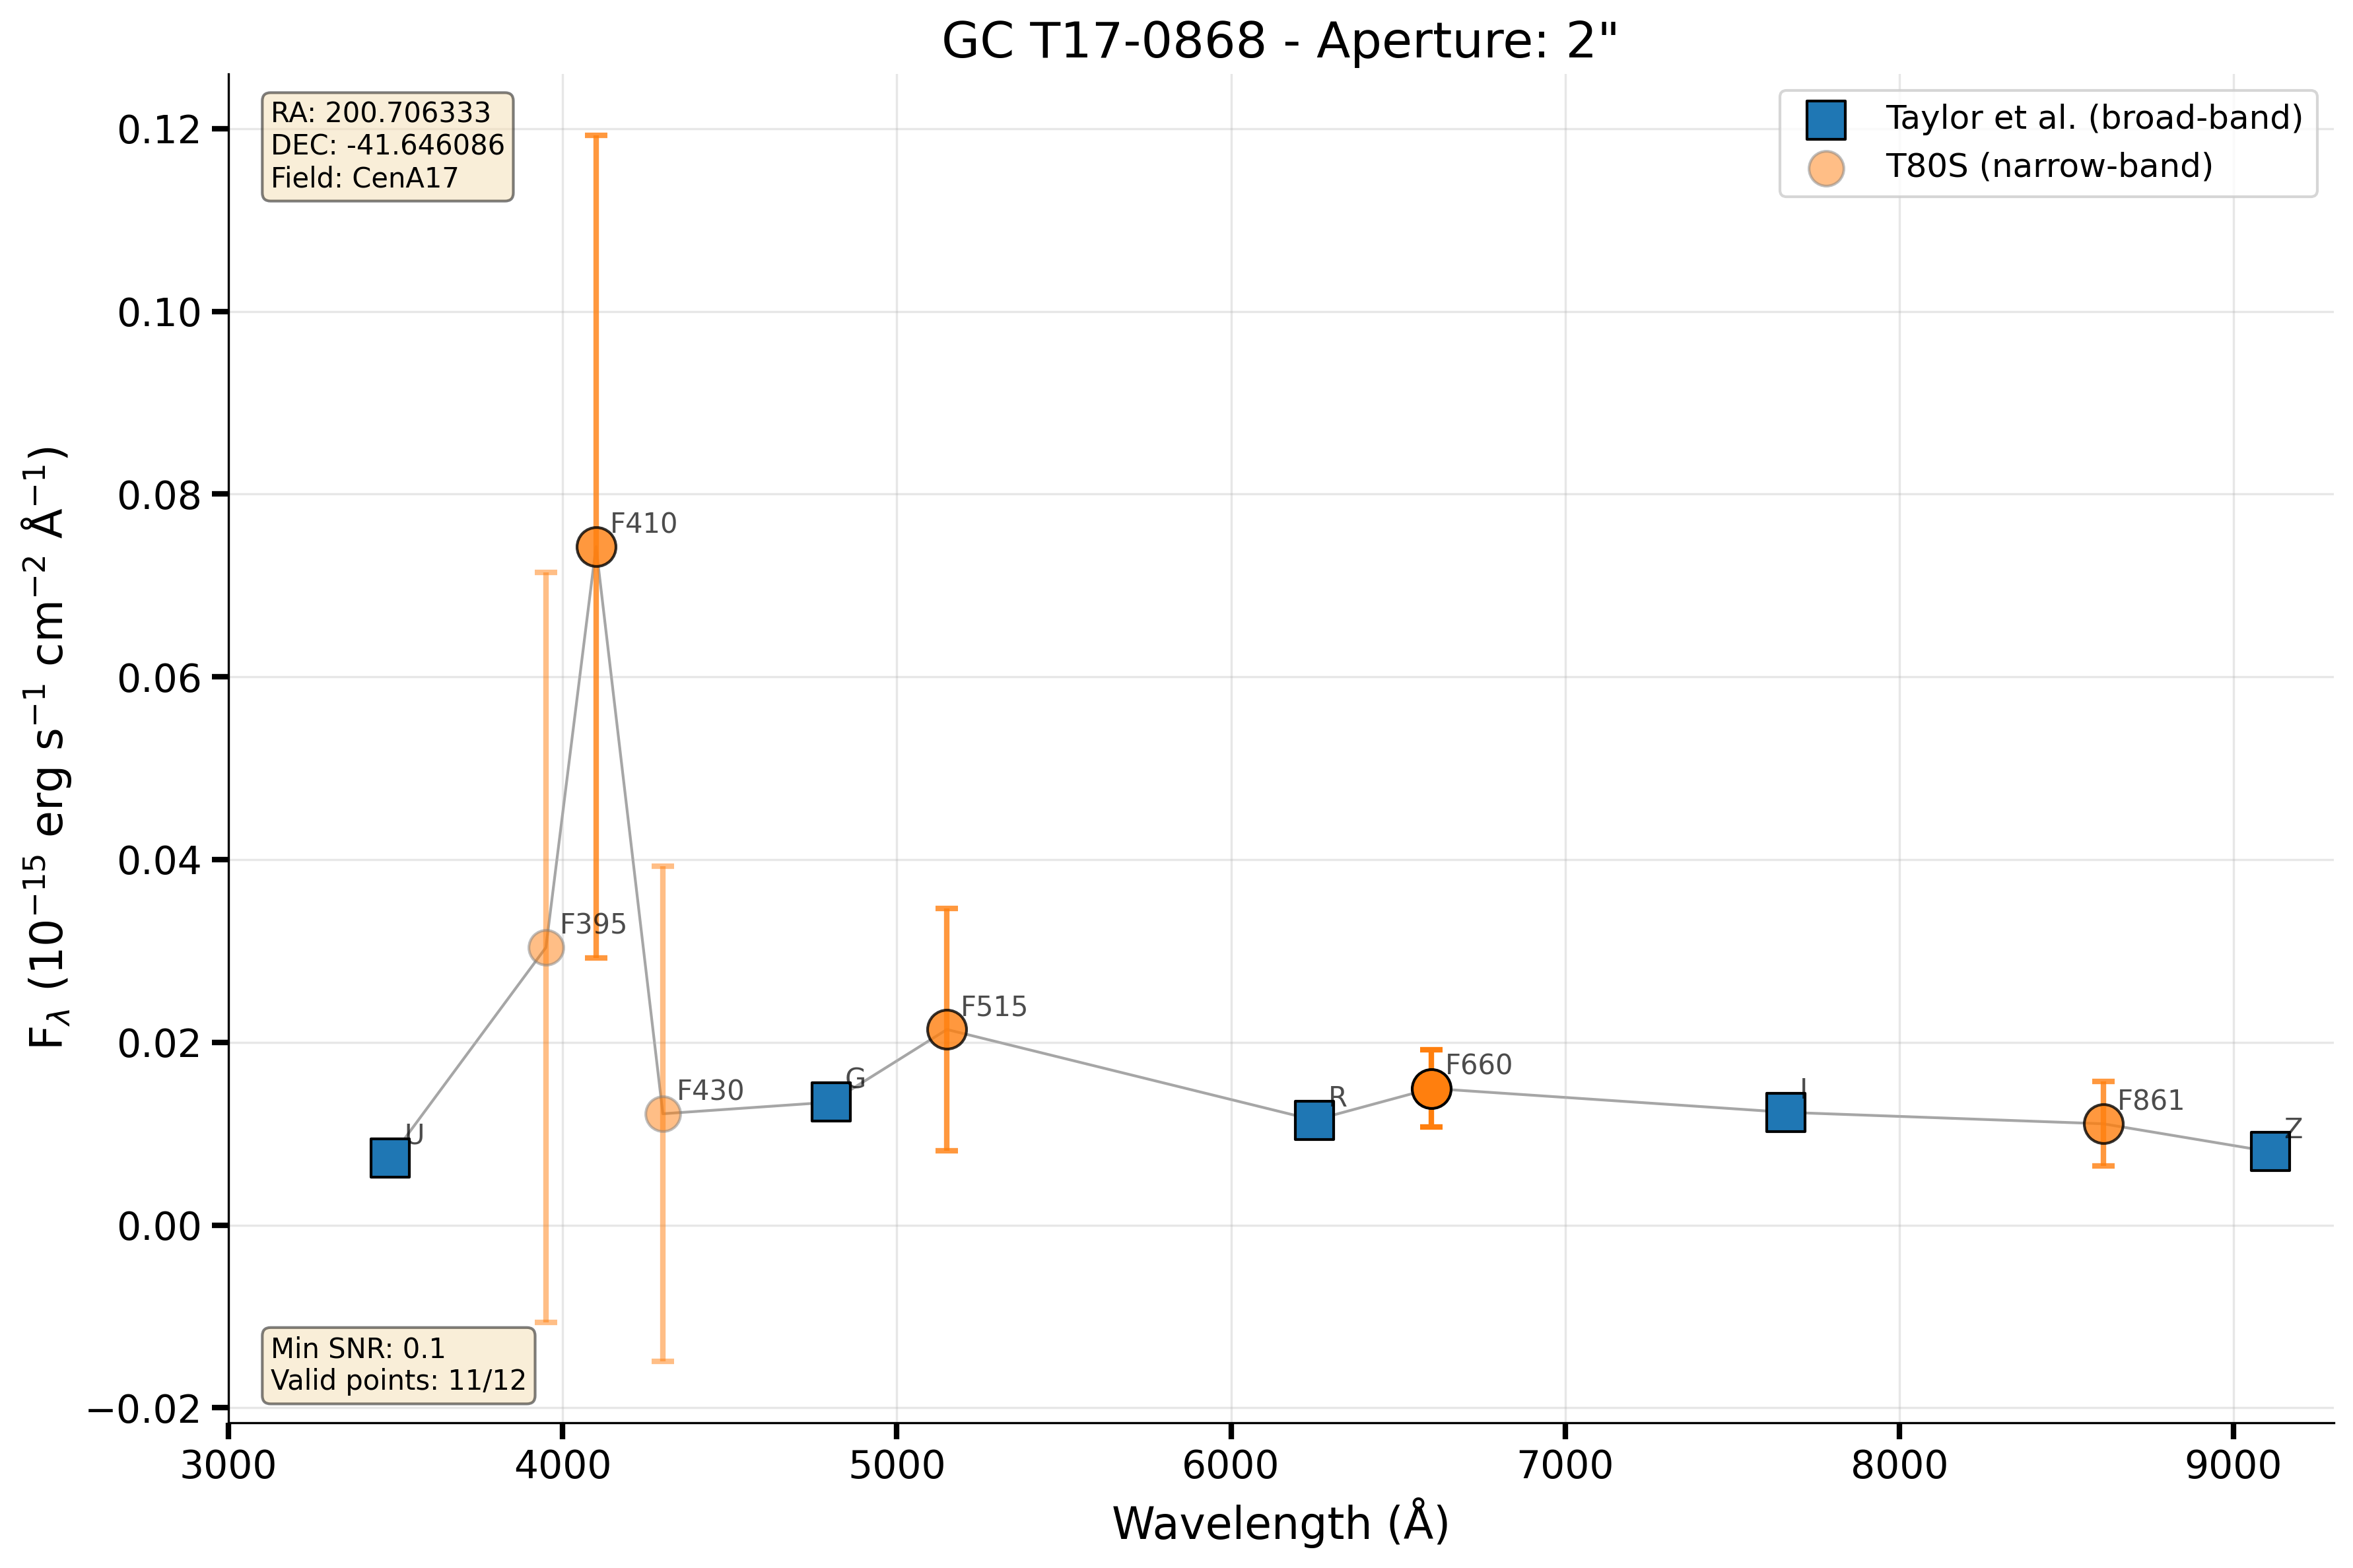 GC T17-0868 - Aperture: 2"
RA: 200.706333
DEC: -41.646086
Field: CenA17
Taylor et al. (broad-band)
T80S (narrow-band)
0.12
0.10
0.08
0.06
0.04
0.02
0.00
−0.02
F_λ (10⁻¹⁵ erg s⁻¹ cm⁻² Å⁻¹)
U
F395
F410
F430
G
F515
R
F660
I
F861
Z
Min SNR: 0.1
Valid points: 11/12
3000 4000 5000 6000 7000 8000 9000
Wavelength (Å)